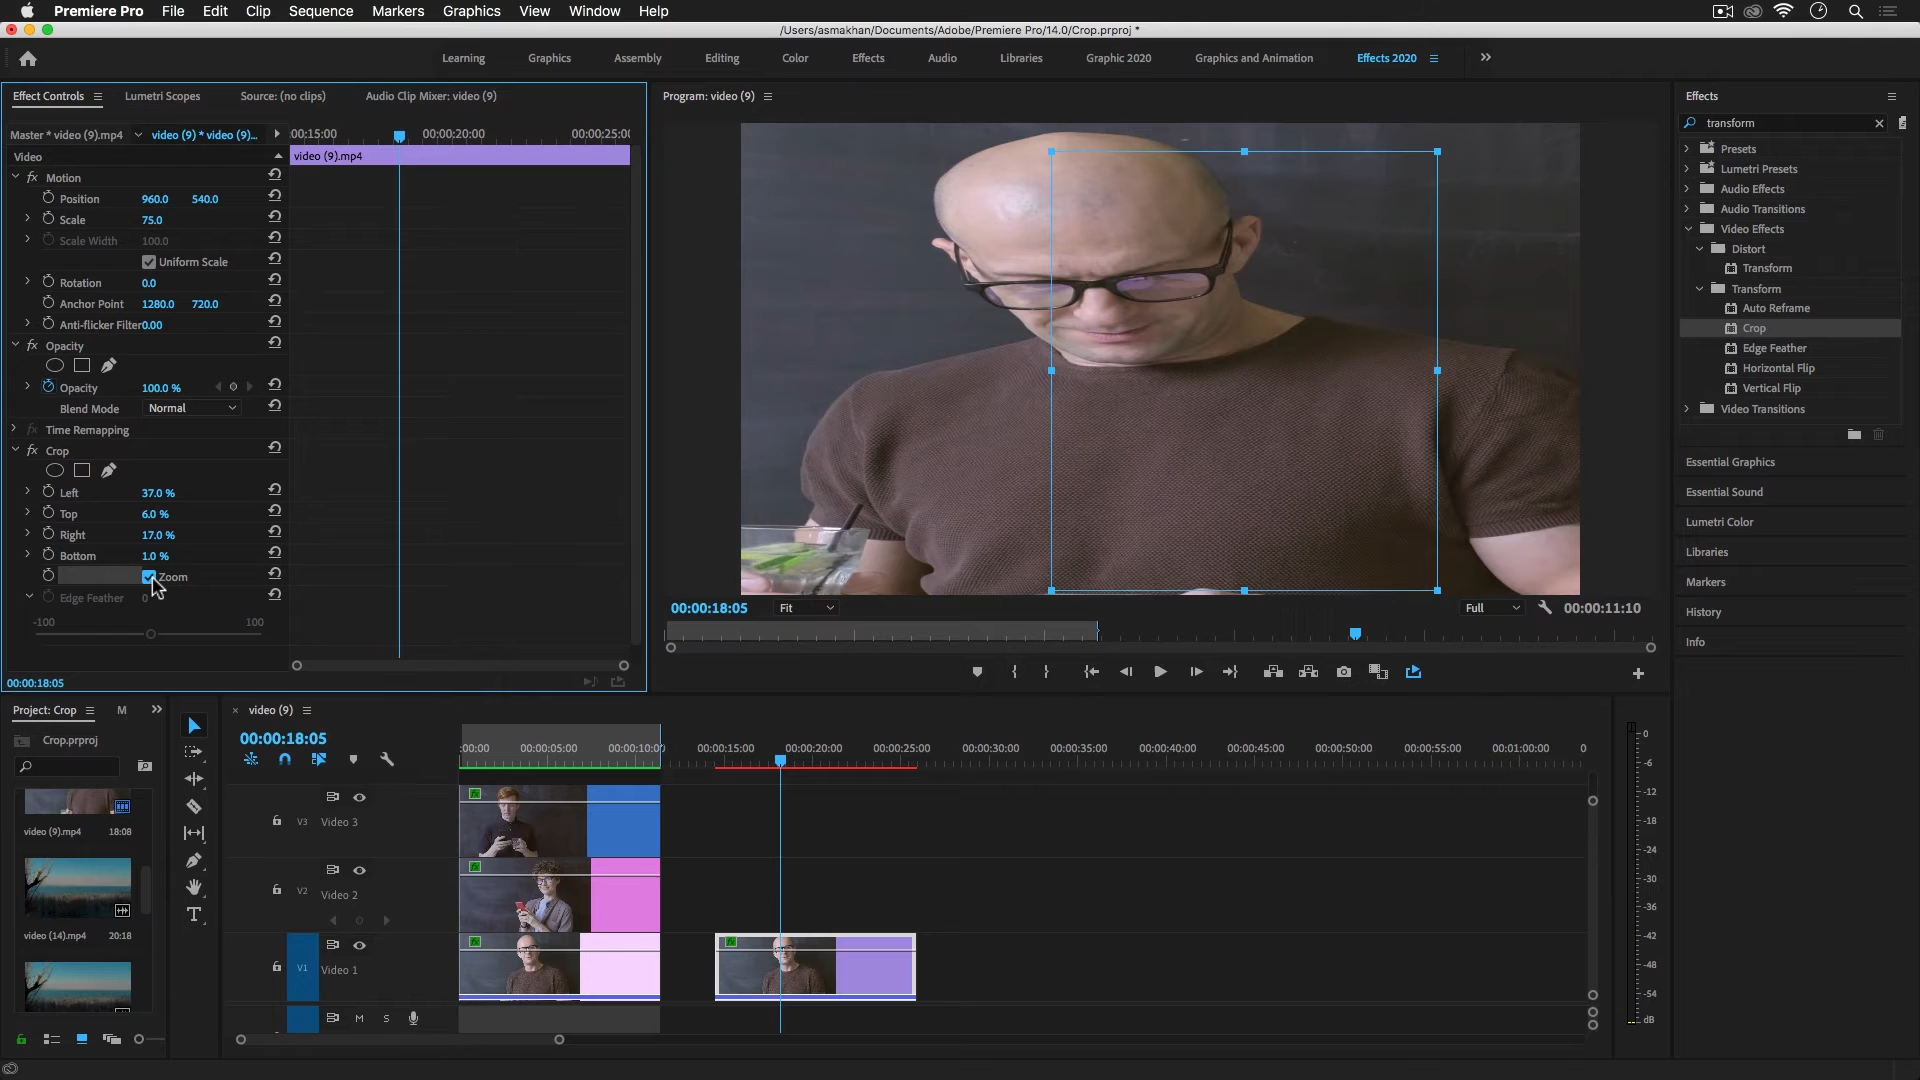 Premiere Pro File Edit Clip Sequence Markers Graphics View Window Help
/Users/asmakhan/Documents/Adobe/Premiere Pro/14.0/Crop.prproj *
Learning Graphics Assembly Editing Color Effects Audio Libraries Graphic 2020 Graphics and Animation Effects 2020
Effect Controls Lumetri Scopes Source: (no clips) Audio Clip Mixer: video (9)
Master * video (9).mp4 video (9) * video (9)...
:00:15:00 00:00:20:00 00:00:25:00
Video
video (9).mp4
Motion
Position 960.0 540.0
Scale 75.0
Scale Width 100.0
Uniform Scale
Rotation 0.0
Anchor Point 1280.0 720.0
Anti-flicker Filter 0.00
fx Opacity
Opacity 100.0 %
Blend Mode Normal
fx Time Remapping
fx Crop
Left 37.0 %
Top 6.0 %
Right 17.0 %
Bottom 1.0 %
Zoom
Edge Feather 0
-100 100
00:00:18:05
Program: video (9)
00:00:18:05 Fit Full 00:00:11:10
Effects
transform
Presets
Lumetri Presets
Audio Effects
Audio Transitions
Video Effects
Distort
Transform
Transform
Auto Reframe
Crop
Edge Feather
Horizontal Flip
Vertical Flip
Video Transitions
Essential Graphics
Essential Sound
Lumetri Color
Libraries
Markers
History
Info
Project: Crop M
Crop.prproj
video (9).mp4 18:08
video (14).mp4 20:18
video (9)
00:00:18:05
:00:00 00:00:05:00 00:00:10:00 00:00:15:00 00:00:20:00 00:00:25:00 00:00:30:00 00:00:35:00 00:00:40:00 00:00:45:00 00:00:50:00 00:00:55:00 00:01:00:00 0
V3 Video 3
V2 Video 2
V1 Video 1
M S
0
-6
-12
-18
-24
-30
-36
-42
-48
-54
dB